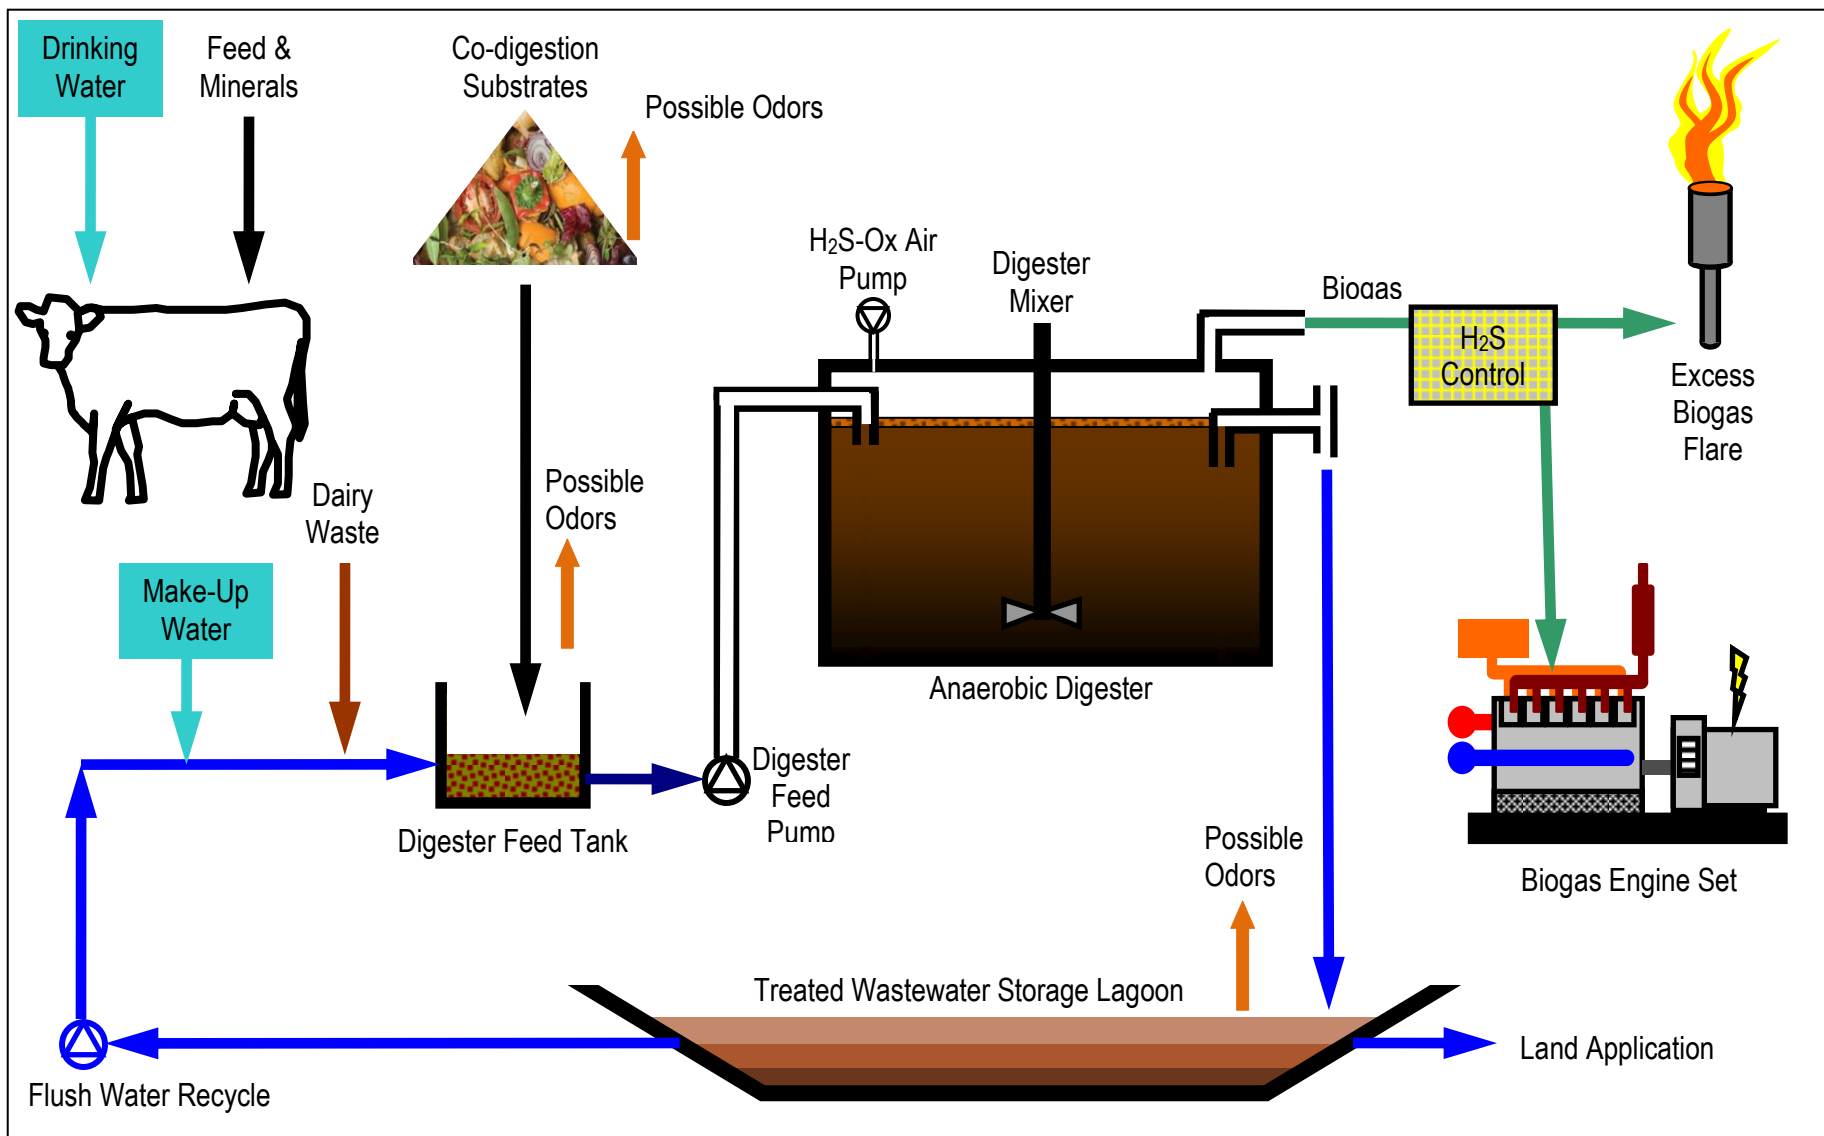 Drinking
Water
Feed &
Minerals
Co-digestion
Substrates
Possible Odors
H₂S-Ox Air
Pump
Digester
Mixer
Biogas
H₂S
Control
Excess
Biogas
Flare
Dairy
Waste
Possible
Odors
Make-Up
Water
Anaerobic Digester
Digester
Feed
Pump
Digester Feed Tank
Possible
Odors
Biogas Engine Set
Treated Wastewater Storage Lagoon
Land Application
Flush Water Recycle